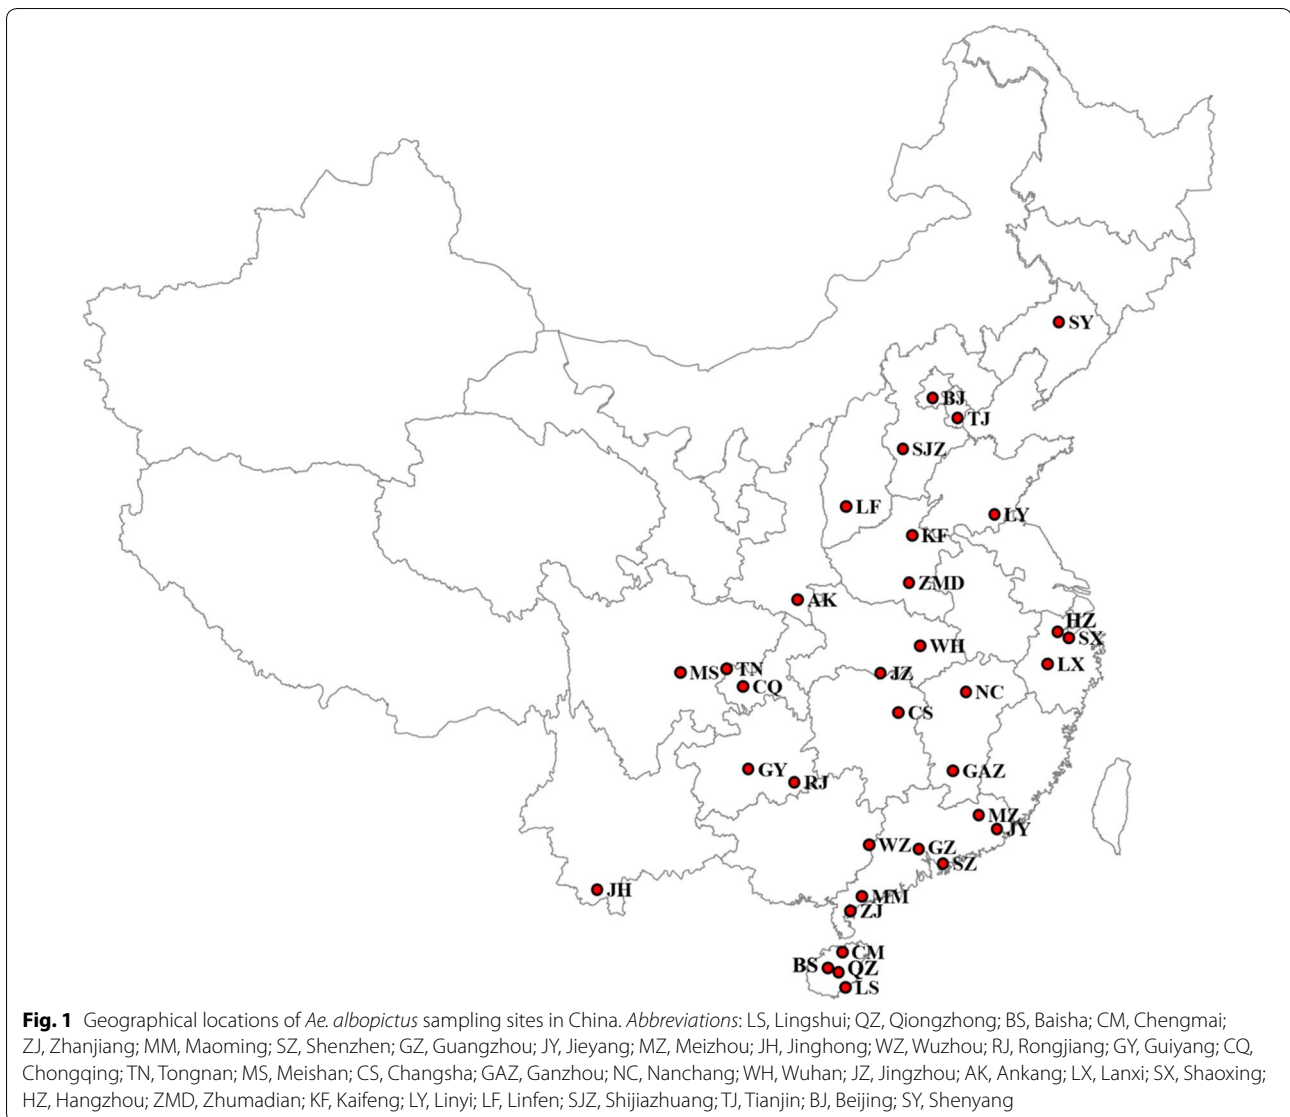 SY
BJ
TJ
SJZ
LF
LY
KF
ZMD
AK
HZ
SX
WH
LX
MS
TN
JZ
CQ
NC
CS
GY
GAZ
RJ
MZ
JY
WZ
GZ
SZ
JH
MM
ZJ
CM
BS
QZ
LS
Fig. 1 Geographical locations of Ae. albopictus sampling sites in China. Abbreviations: LS, Lingshui; QZ, Qiongzhong; BS, Baisha; CM, Chengmai;
ZJ, Zhanjiang; MM, Maoming; SZ, Shenzhen; GZ, Guangzhou; JY, Jieyang; MZ, Meizhou; JH, Jinghong; WZ, Wuzhou; RJ, Rongjiang; GY, Guiyang; CQ,
Chongqing; TN, Tongnan; MS, Meishan; CS, Changsha; GAZ, Ganzhou; NC, Nanchang; WH, Wuhan; JZ, Jingzhou; AK, Ankang; LX, Lanxi; SX, Shaoxing;
HZ, Hangzhou; ZMD, Zhumadian; KF, Kaifeng; LY, Linyi; LF, Linfen; SJZ, Shijiazhuang; TJ, Tianjin; BJ, Beijing; SY, Shenyang